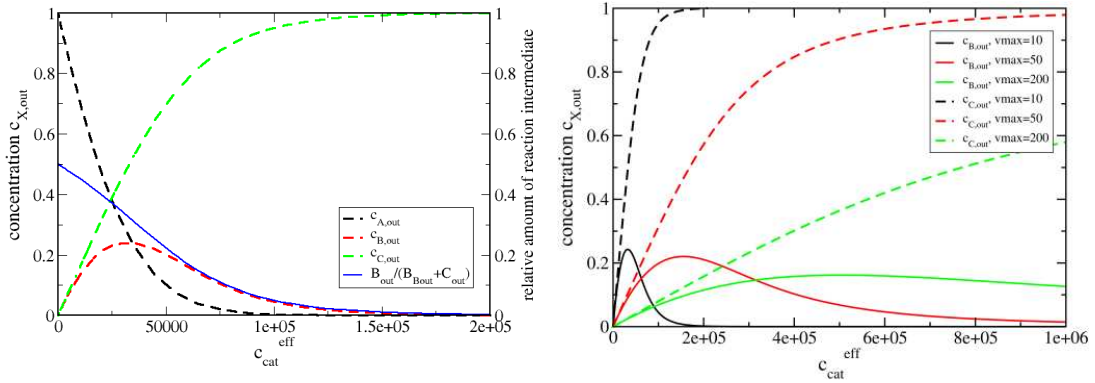 concentration c_X,out
1
0.8
0.6
0.4
0.2
0
0
50000
1e+05
1.5e+05
2e+05
c_cat^eff
1
0.8
0.6
0.4
0.2
0
relative amount of reaction intermediate
c_A,out
c_B,out
c_C,out
B_out/(B_Bout+C_out)
concentration c_X,out
1
0.8
0.6
0.4
0.2
0
0
2e+05
4e+05
6e+05
8e+05
1e+06
c_cat^eff
c_B,out, vmax=10
c_B,out, vmax=50
c_B,out, vmax=200
c_C,out, vmax=10
c_C,out, vmax=50
c_C,out, vmax=200